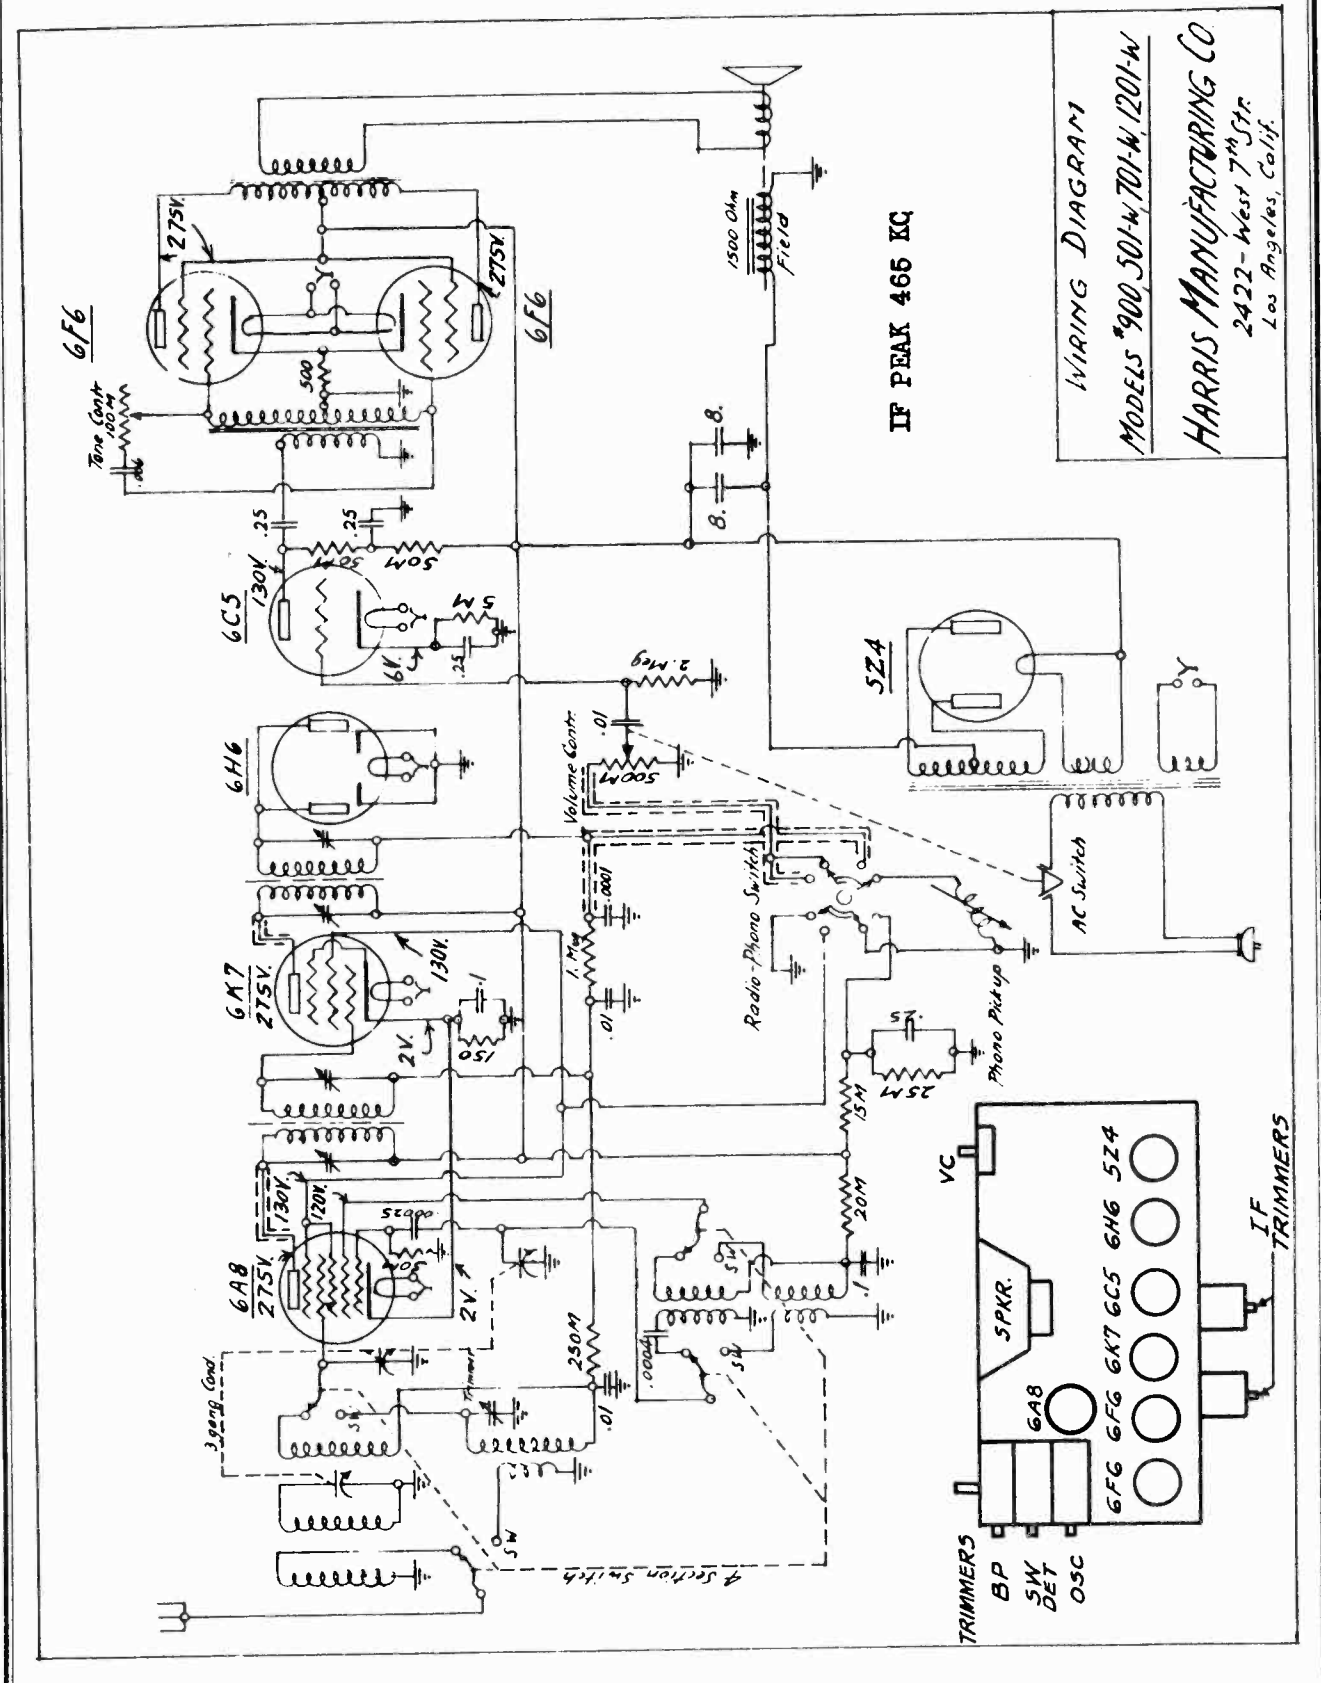 WIRING DIAGRAM
MODELS #900, 501-W, 701-W, 1201-W
HARRIS MANUFACTURING CO
2422 - West 7th Str.
Los Angeles, Calif.
IF PEAK 465 KC
6A8
275V.
130V.
120V.
.00025
50M
2V.
3 gang Cond.
SW
Trimmer
SW
4 Section Switch
250M
.01
.0004
SW
SW
.1
20M
15M
25M
.25
6K7
275V.
130V.
2V.
150
.1
.01
1. Meg
.0001
6H6
Volume Contr.
500M
.01
2. Meg
Radio-Phono Switch
Phono Pickup
AC Switch
6C5
130V.
6V.
.25
5M
50M
50M
.25
.25
Tone Contr
100M
.006
6F6
275V.
500
6F6
275V.
1500 Ohm
Field
8.
8.
5Z4
VC
SPKR.
6A8
6F6
6F6
6K7
6C5
6H6
5Z4
TRIMMERS
BP
SW
DET
OSC
IF
TRIMMERS